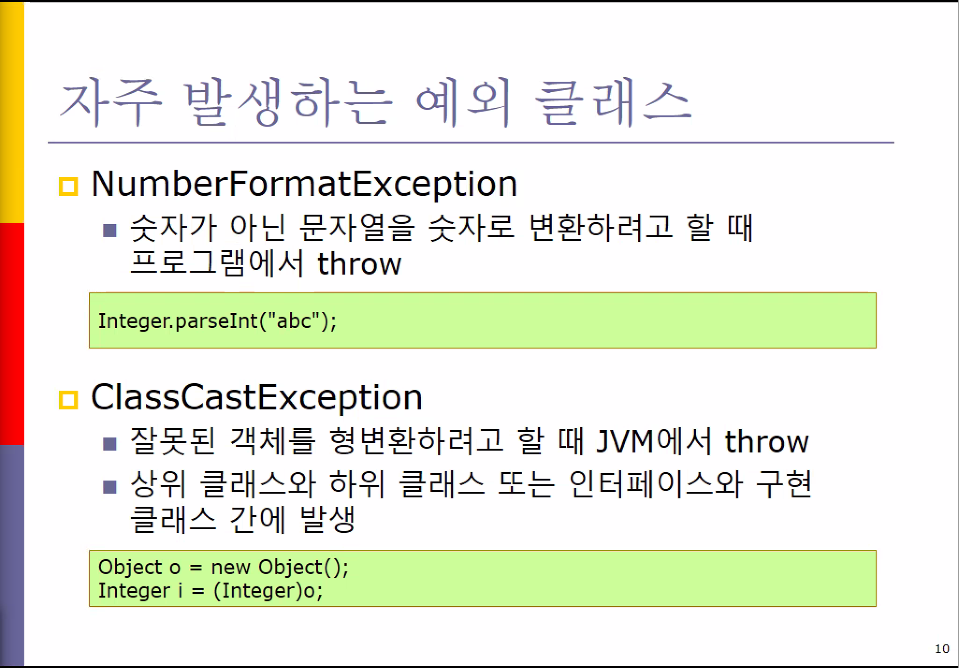 자주 발생하는 예외 클래스
NumberFormatException
숫자가 아닌 문자열을 숫자로 변환하려고 할 때
프로그램에서 throw
Integer.parseInt("abc");
ClassCastException
잘못된 객체를 형변환하려고 할 때 JVM에서 throw
상위 클래스와 하위 클래스 또는 인터페이스와 구현
클래스 간에 발생
Object o = new Object();
Integer i = (Integer)o;
10